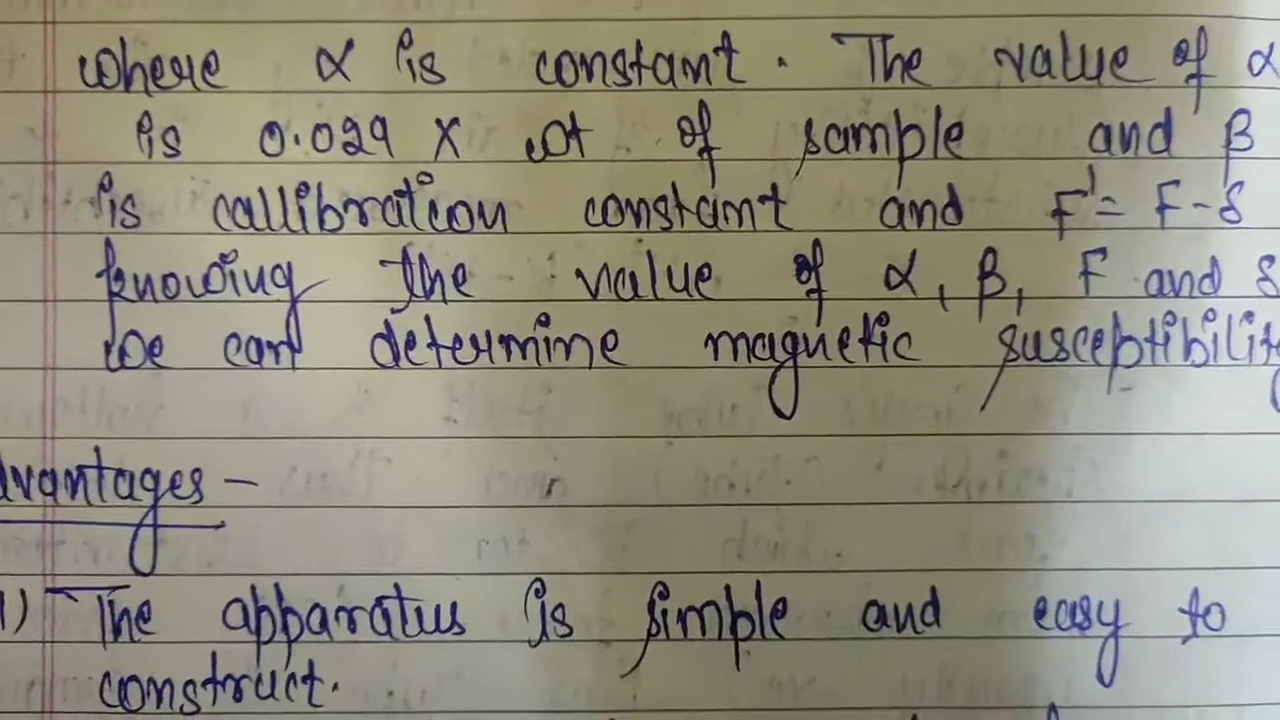 where α is constant. The value of α
is 0.029 x wt of sample and β
is callibration constant and F' = F-δ
knowing the value of α, β, F and δ
we can determine magnetic susceptibility
dvantages -
1) The apparatus is simple and easy to
construct.